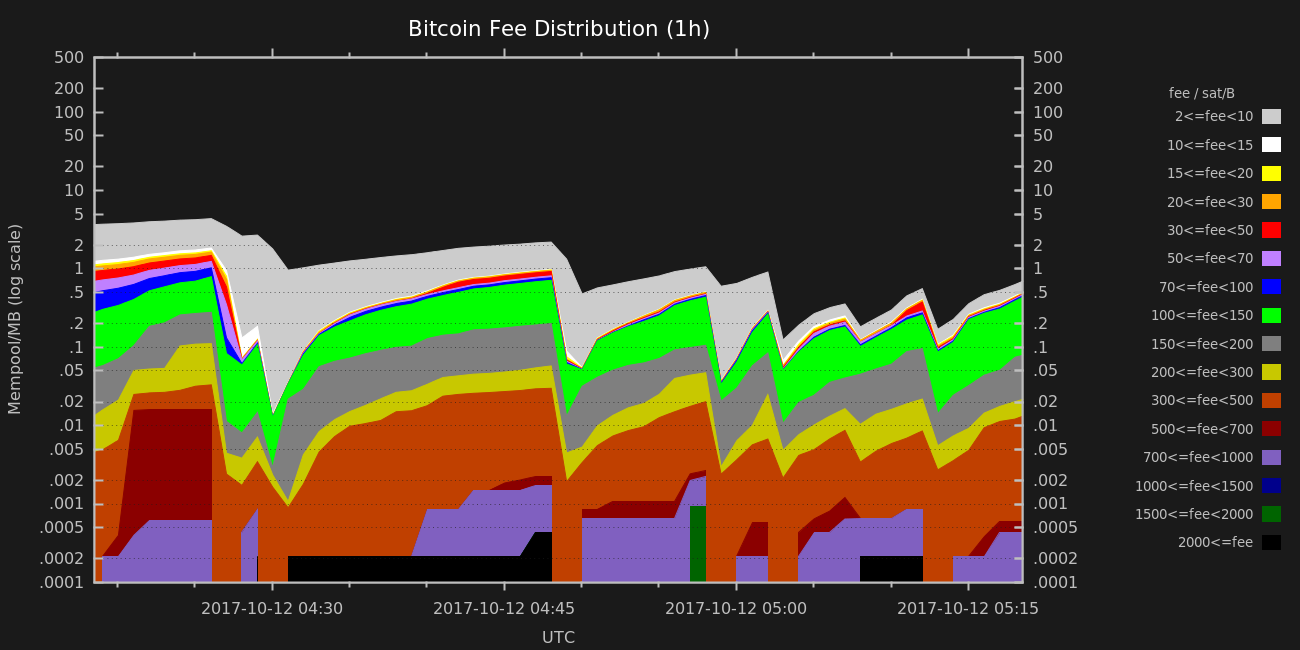 Bitcoin Fee Distribution (1h)
500 500
200 200
100 100
50 50
20 20
10 10
5 5
2 2
1 1
.5 .5
.2 .2
.1 .1
.05 .05
.02 .02
.01 .01
.005 .005
.002 .002
.001 .001
.0005 .0005
.0002 .0002
.0001 .0001
Mempool/MB (log scale)
2017-10-12 04:30 2017-10-12 04:45 2017-10-12 05:00 2017-10-12 05:15
UTC
fee / sat/B
2<=fee<10
10<=fee<15
15<=fee<20
20<=fee<30
30<=fee<50
50<=fee<70
70<=fee<100
100<=fee<150
150<=fee<200
200<=fee<300
300<=fee<500
500<=fee<700
700<=fee<1000
1000<=fee<1500
1500<=fee<2000
2000<=fee